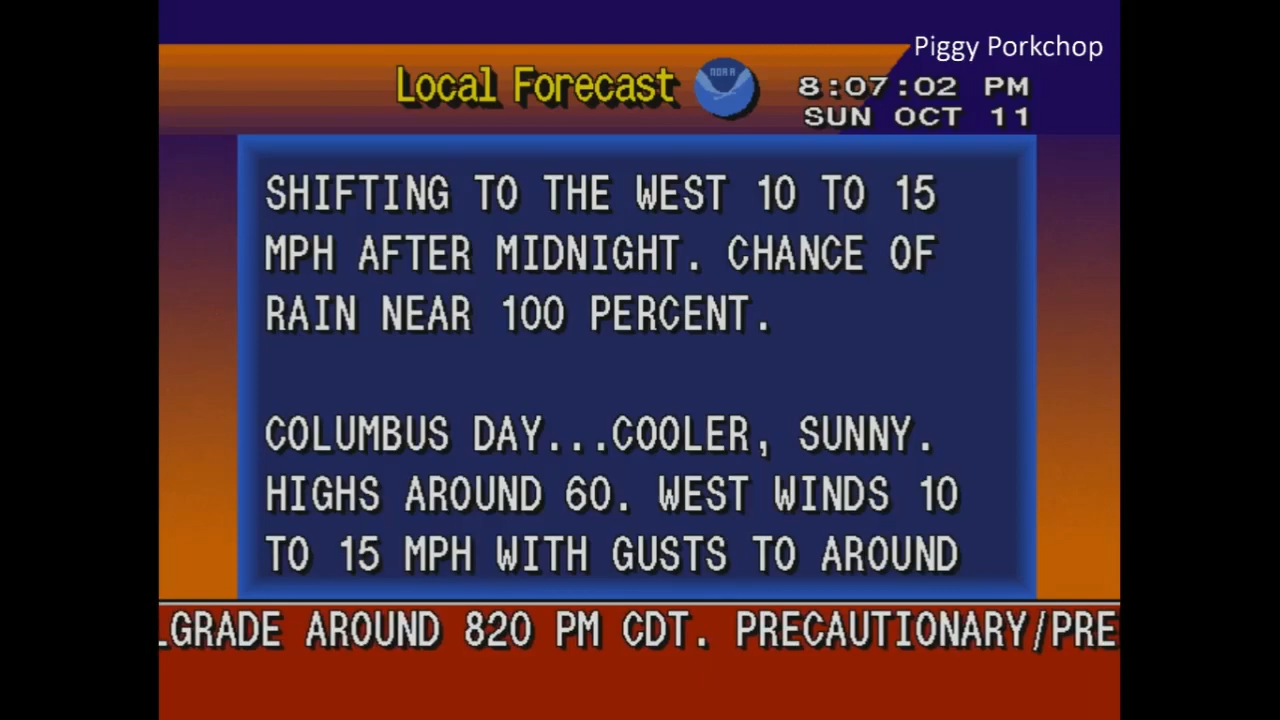 Piggy Porkchop
Local Forecast
NOAA
8:07:02 PM
SUN OCT 11
SHIFTING TO THE WEST 10 TO 15
MPH AFTER MIDNIGHT. CHANCE OF
RAIN NEAR 100 PERCENT.
COLUMBUS DAY...COOLER, SUNNY.
HIGHS AROUND 60. WEST WINDS 10
TO 15 MPH WITH GUSTS TO AROUND
LGRADE AROUND 820 PM CDT. PRECAUTIONARY/PRE